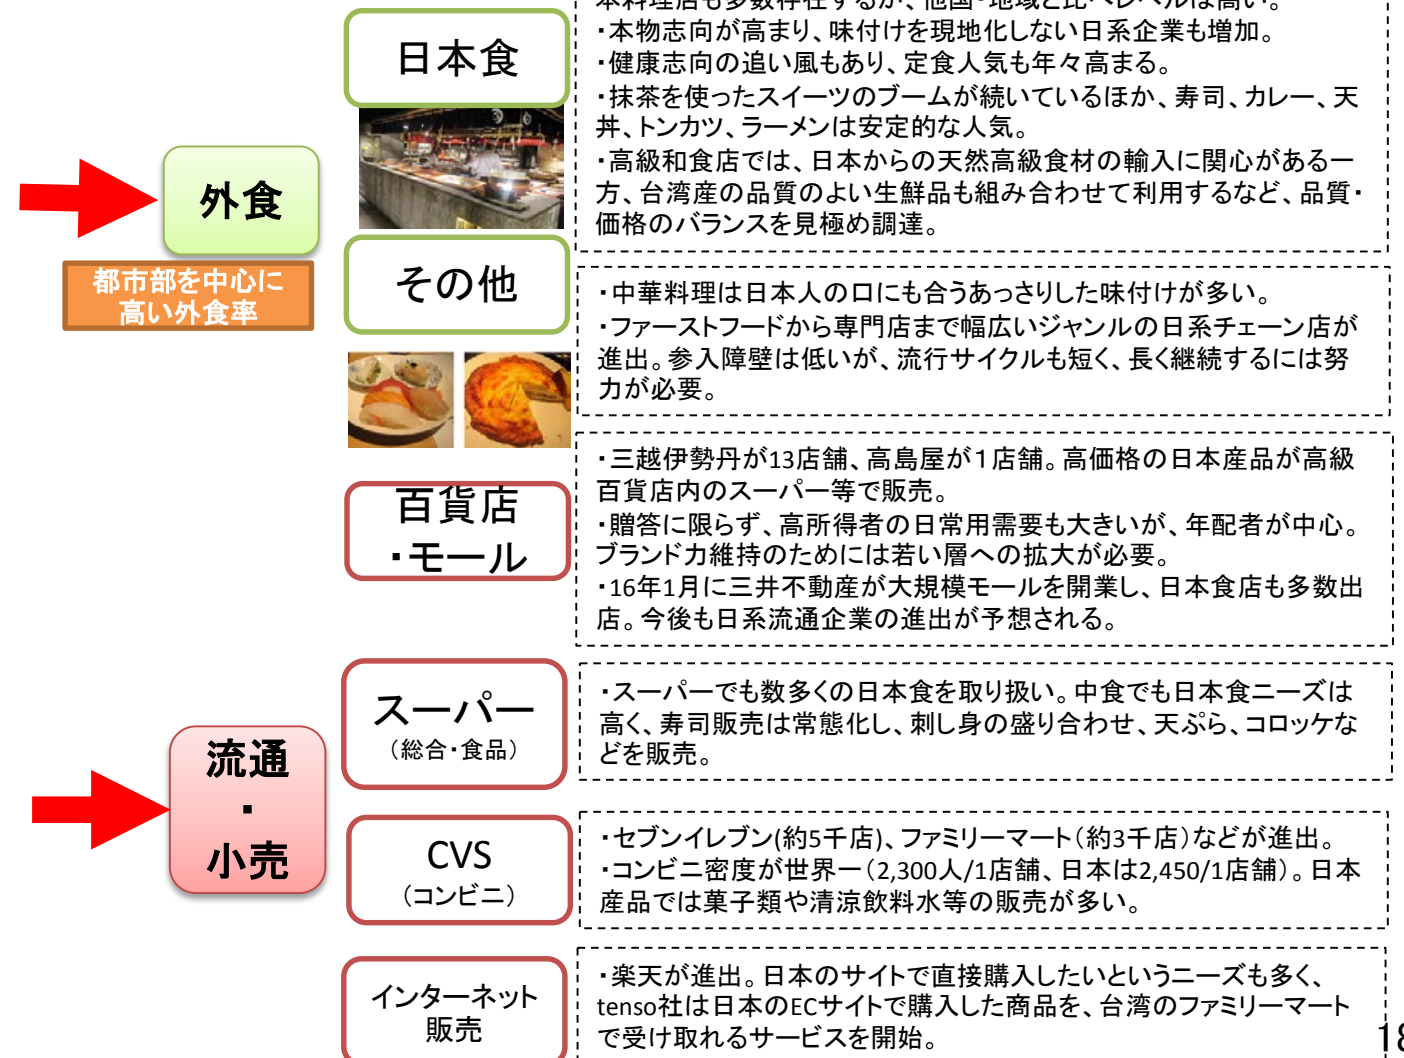 本料理店も多数存在するが、他国・地域と比べレベルは高い。
・本物志向が高まり、味付けを現地化しない日系企業も増加。
・健康志向の追い風もあり、定食人気も年々高まる。
・抹茶を使ったスイーツのブームが続いているほか、寿司、カレー、天
丼、トンカツ、ラーメンは安定的な人気。
・高級和食店では、日本からの天然高級食材の輸入に関心がある一
方、台湾産の品質のよい生鮮品も組み合わせて利用するなど、品質・
価格のバランスを見極め調達。
日本食
外食
都市部を中心に
高い外食率
その他
・中華料理は日本人の口にも合うあっさりした味付けが多い。
・ファーストフードから専門店まで幅広いジャンルの日系チェーン店が
進出。参入障壁は低いが、流行サイクルも短く、長く継続するには努
力が必要。
百貨店
・モール
・三越伊勢丹が13店舗、高島屋が1店舗。高価格の日本産品が高級
百貨店内のスーパー等で販売。
・贈答に限らず、高所得者の日常用需要も大きいが、年配者が中心。
ブランド力維持のためには若い層への拡大が必要。
・16年1月に三井不動産が大規模モールを開業し、日本食店も多数出
店。今後も日系流通企業の進出が予想される。
流通
・
小売
スーパー
（総合・食品）
・スーパーでも数多くの日本食を取り扱い。中食でも日本食ニーズは
高く、寿司販売は常態化し、刺し身の盛り合わせ、天ぷら、コロッケな
どを販売。
CVS
（コンビニ）
・セブンイレブン(約5千店)、ファミリーマート（約3千店）などが進出。
・コンビニ密度が世界一（2,300人/1店舗、日本は2,450/1店舗）。日本
産品では菓子類や清涼飲料水等の販売が多い。
インターネット
販売
・楽天が進出。日本のサイトで直接購入したいというニーズも多く、
tenso社は日本のECサイトで購入した商品を、台湾のファミリーマート
で受け取れるサービスを開始。
18